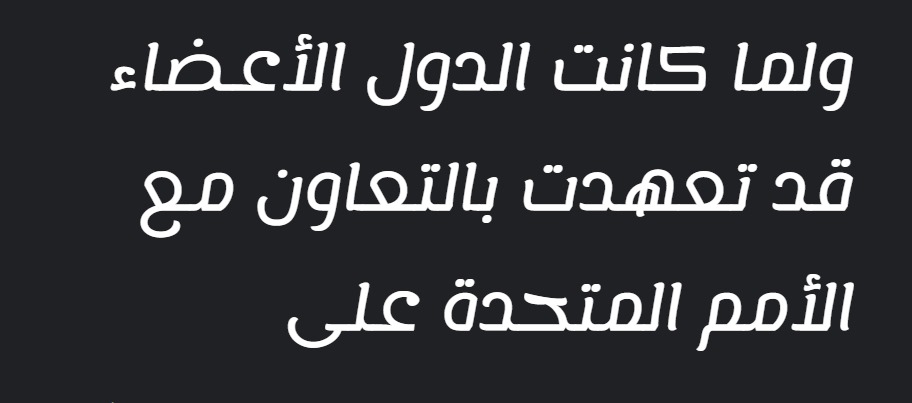 ولما كانت الدول الأعضاء
قد تعهدت بالتعاون مع
الأمم المتحدة على